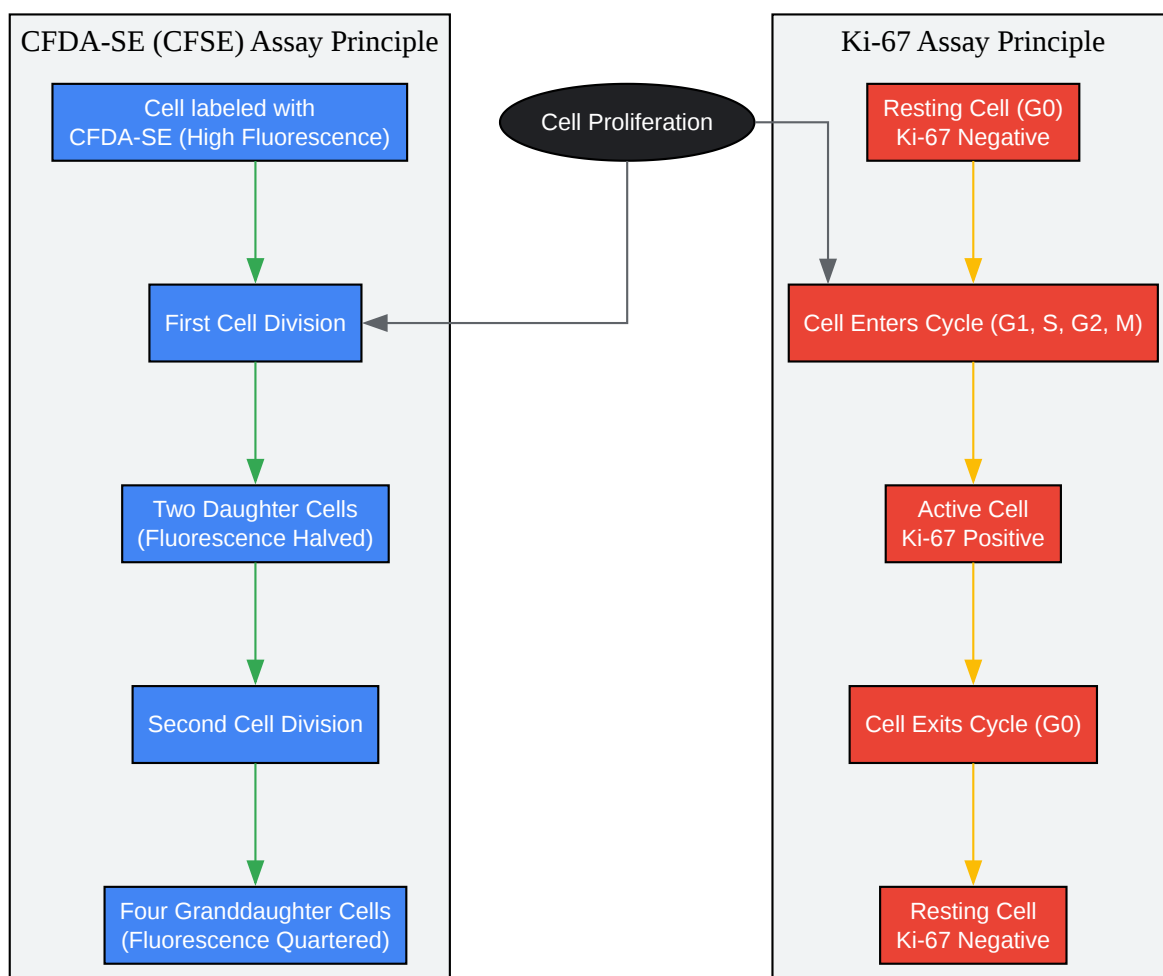 CFDA-SE (CFSE) Assay Principle
Cell labeled with
CFDA-SE (High Fluorescence)
First Cell Division
Two Daughter Cells
(Fluorescence Halved)
Second Cell Division
Four Granddaughter Cells
(Fluorescence Quartered)
Cell Proliferation
Ki-67 Assay Principle
Resting Cell (G0)
Ki-67 Negative
Cell Enters Cycle (G1, S, G2, M)
Active Cell
Ki-67 Positive
Cell Exits Cycle (G0)
Resting Cell
Ki-67 Negative